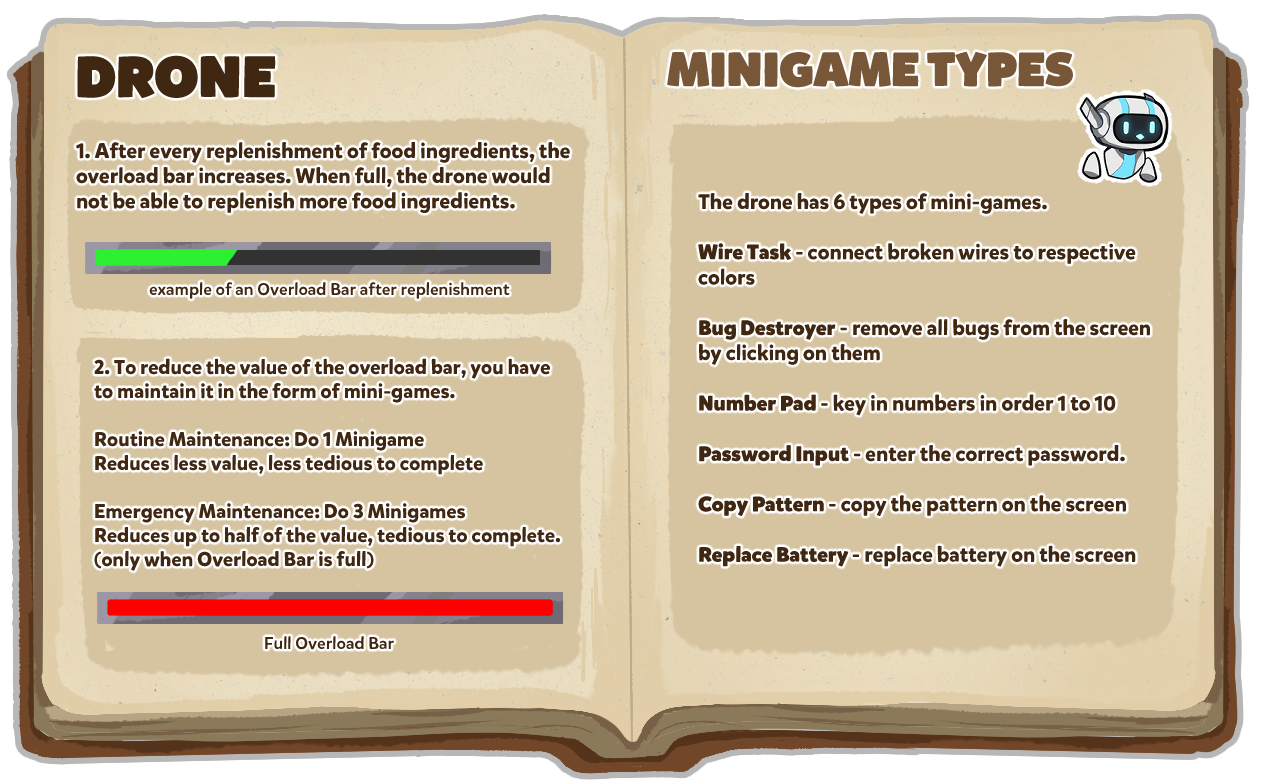 DRONE
1. After every replenishment of food ingredients, the
overload bar increases. When full, the drone would
not be able to replenish more food ingredients.
example of an Overload Bar after replenishment
2. To reduce the value of the overload bar, you have
to maintain it in the form of mini-games.
Routine Maintenance: Do 1 Minigame
Reduces less value, less tedious to complete
Emergency Maintenance: Do 3 Minigames
Reduces up to half of the value, tedious to complete.
(only when Overload Bar is full)
Full Overload Bar
MINIGAME TYPES
The drone has 6 types of mini-games.
Wire Task - connect broken wires to respective
colors
Bug Destroyer - remove all bugs from the screen
by clicking on them
Number Pad - key in numbers in order 1 to 10
Password Input - enter the correct password.
Copy Pattern - copy the pattern on the screen
Replace Battery - replace battery on the screen